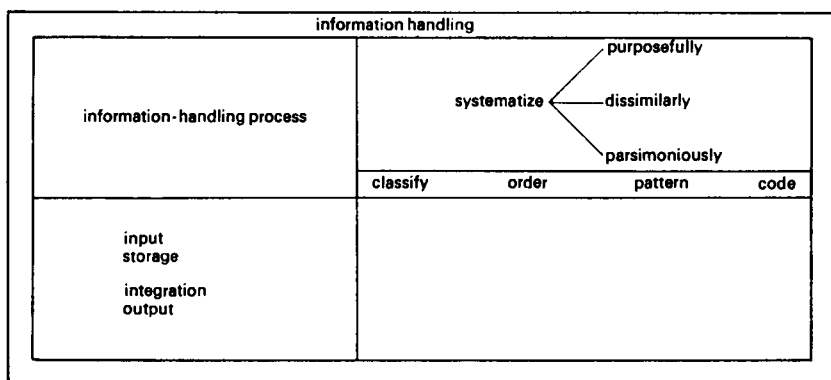 information handling
purposefully
systematize dissimilarly
information-handling process
parsimoniously
classify order pattern code
input
storage
integration
output